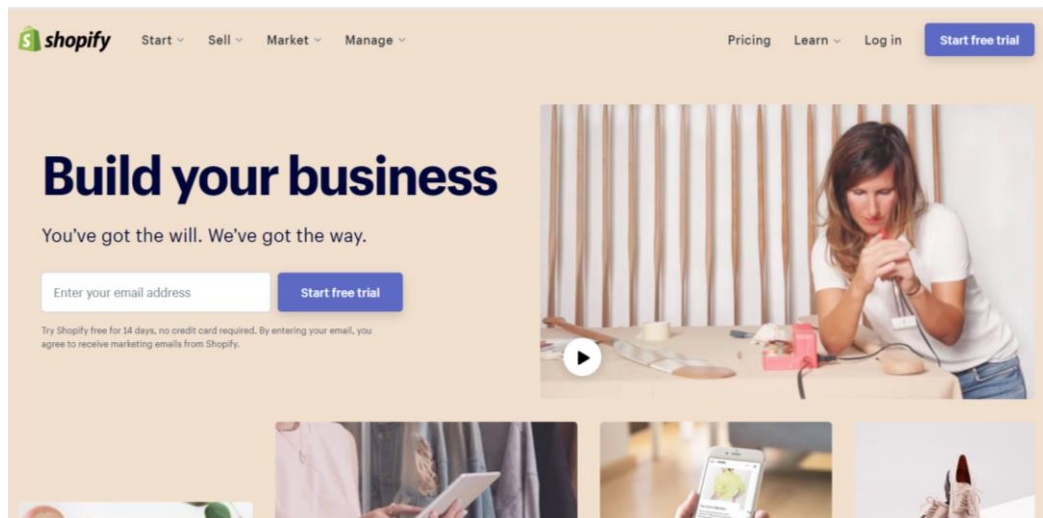 shopify
Start
Sell
Market
Manage
Pricing
Learn
Log in
Start free trial
Build your business
You've got the will. We've got the way.
Enter your email address
Start free trial
Try Shopify free for 14 days, no credit card required. By entering your email, you
agree to receive marketing emails from Shopify.